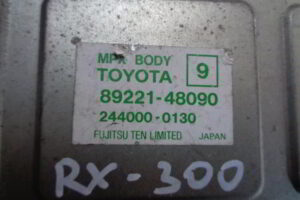 MPX BODY
TOYOTA 9
89221-48090
244000-0130
FUJITSU TEN LIMITED JAPAN
RX-300